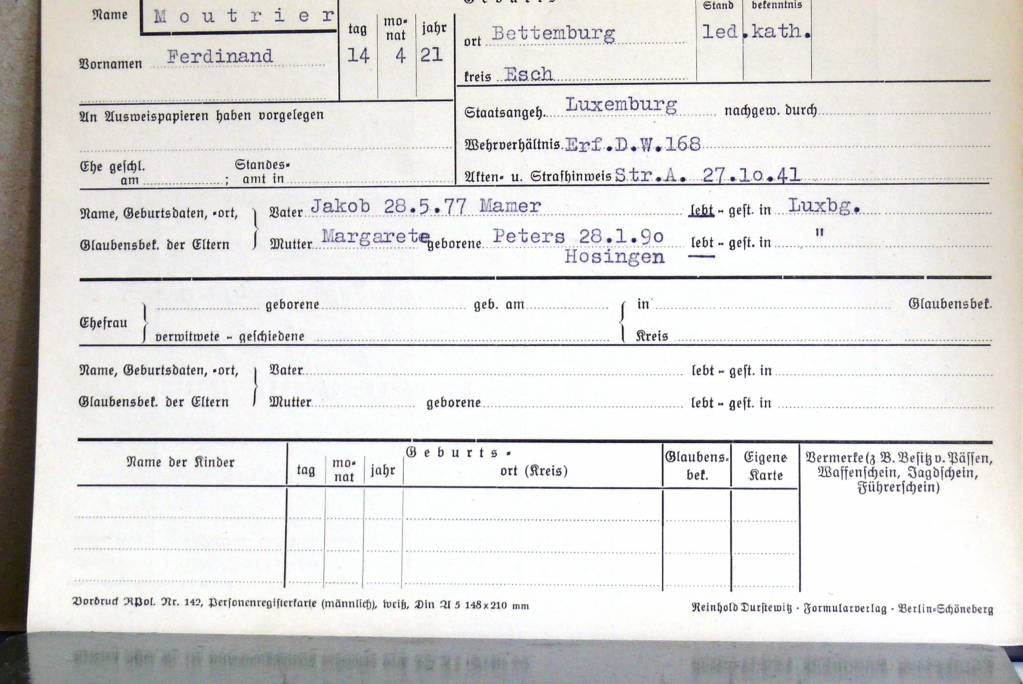 Geburts-
Name Moutrier
tag monat jahr
Stand bekenntnis
ort Bettemburg led. kath.
Vornamen Ferdinand 14 4 21
kreis Esch
An Ausweispapieren haben vorgelegen
Staatsangeh. Luxemburg nachgew. durch
Wehrverhältnis Erf.D.W.168
Ehe geschl. am ; Standesamt in
Akten- u. Strafhinweis Str.A. 27.10.41
Name, Geburtsdaten, -ort, Vater Jakob 28.5.77 Mamer lebt - gest. in Luxbg.
Glaubensbek. der Eltern Mutter Margarete geborene Peters 28.1.90 lebt - gest. in "
Hosingen
geborene geb. am in Glaubensbek.
Ehefrau
verwitwete - geschiedene Kreis
Name, Geburtsdaten, -ort, Vater lebt - gest. in
Glaubensbek. der Eltern Mutter geborene lebt - gest. in
Name der Kinder
Geburts-
tag monat jahr ort (Kreis)
Glaubens-
bek.
Eigene
Karte
Vermerke (z. B. Besitz v. Pässen,
Waffenschein, Jagdschein,
Führerschein)
Vordruck RPol. Nr. 142, Personenregisterkarte (männlich), weiß, Din A 5 148x210 mm
Reinhold Durstewitz · Formularverlag · Berlin-Schöneberg